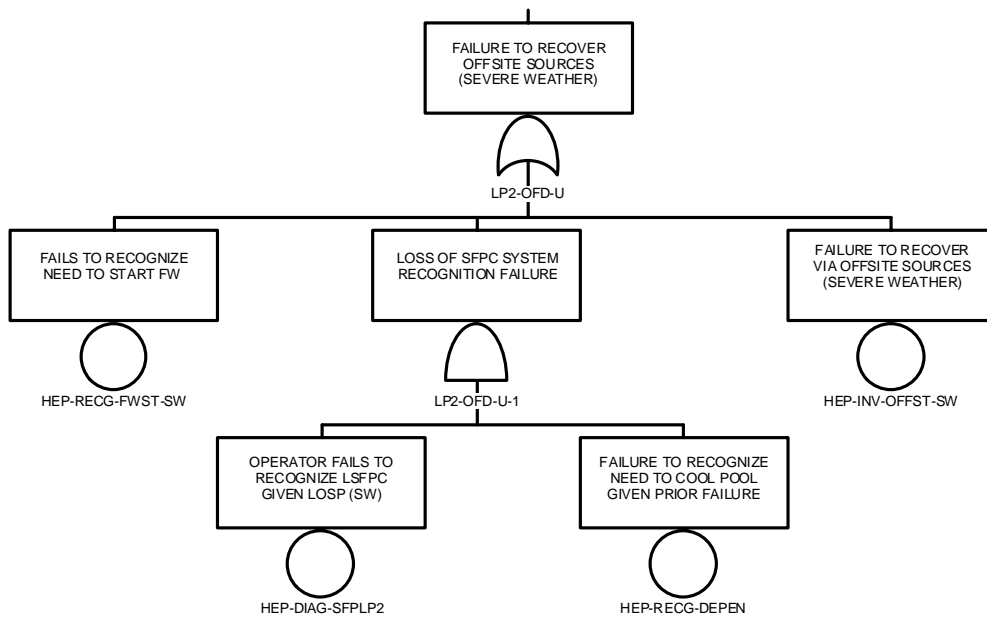 FAILURE TO RECOVER
OFFSITE SOURCES
(SEVERE WEATHER)
LP2-OFD-U
FAILS TO RECOGNIZE
NEED TO START FW
HEP-RECG-FWST-SW
LOSS OF SFPC SYSTEM
RECOGNITION FAILURE
LP2-OFD-U-1
FAILURE TO RECOVER
VIA OFFSITE SOURCES
(SEVERE WEATHER)
HEP-INV-OFFST-SW
OPERATOR FAILS TO
RECOGNIZE LSFPC
GIVEN LOSP (SW)
HEP-DIAG-SFPLP2
FAILURE TO RECOGNIZE
NEED TO COOL POOL
GIVEN PRIOR FAILURE
HEP-RECG-DEPEN